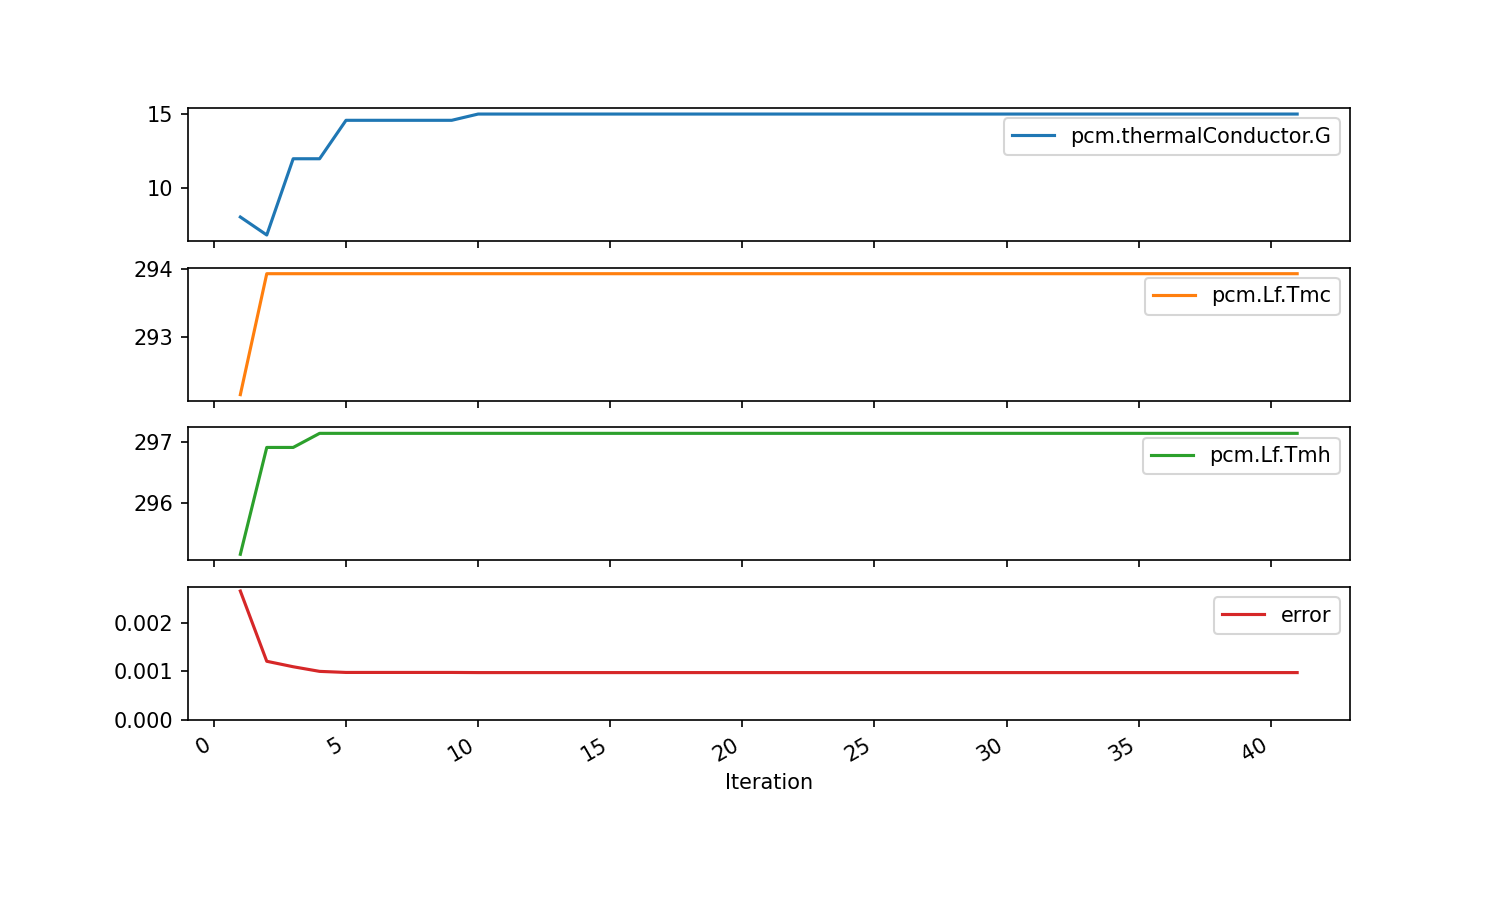 15
10
pcm.thermalConductor.G
294
293
pcm.Lf.Tmc
297
296
pcm.Lf.Tmh
0.002
0.001
0.000
error
0 5 10 15 20 25 30 35 40
Iteration